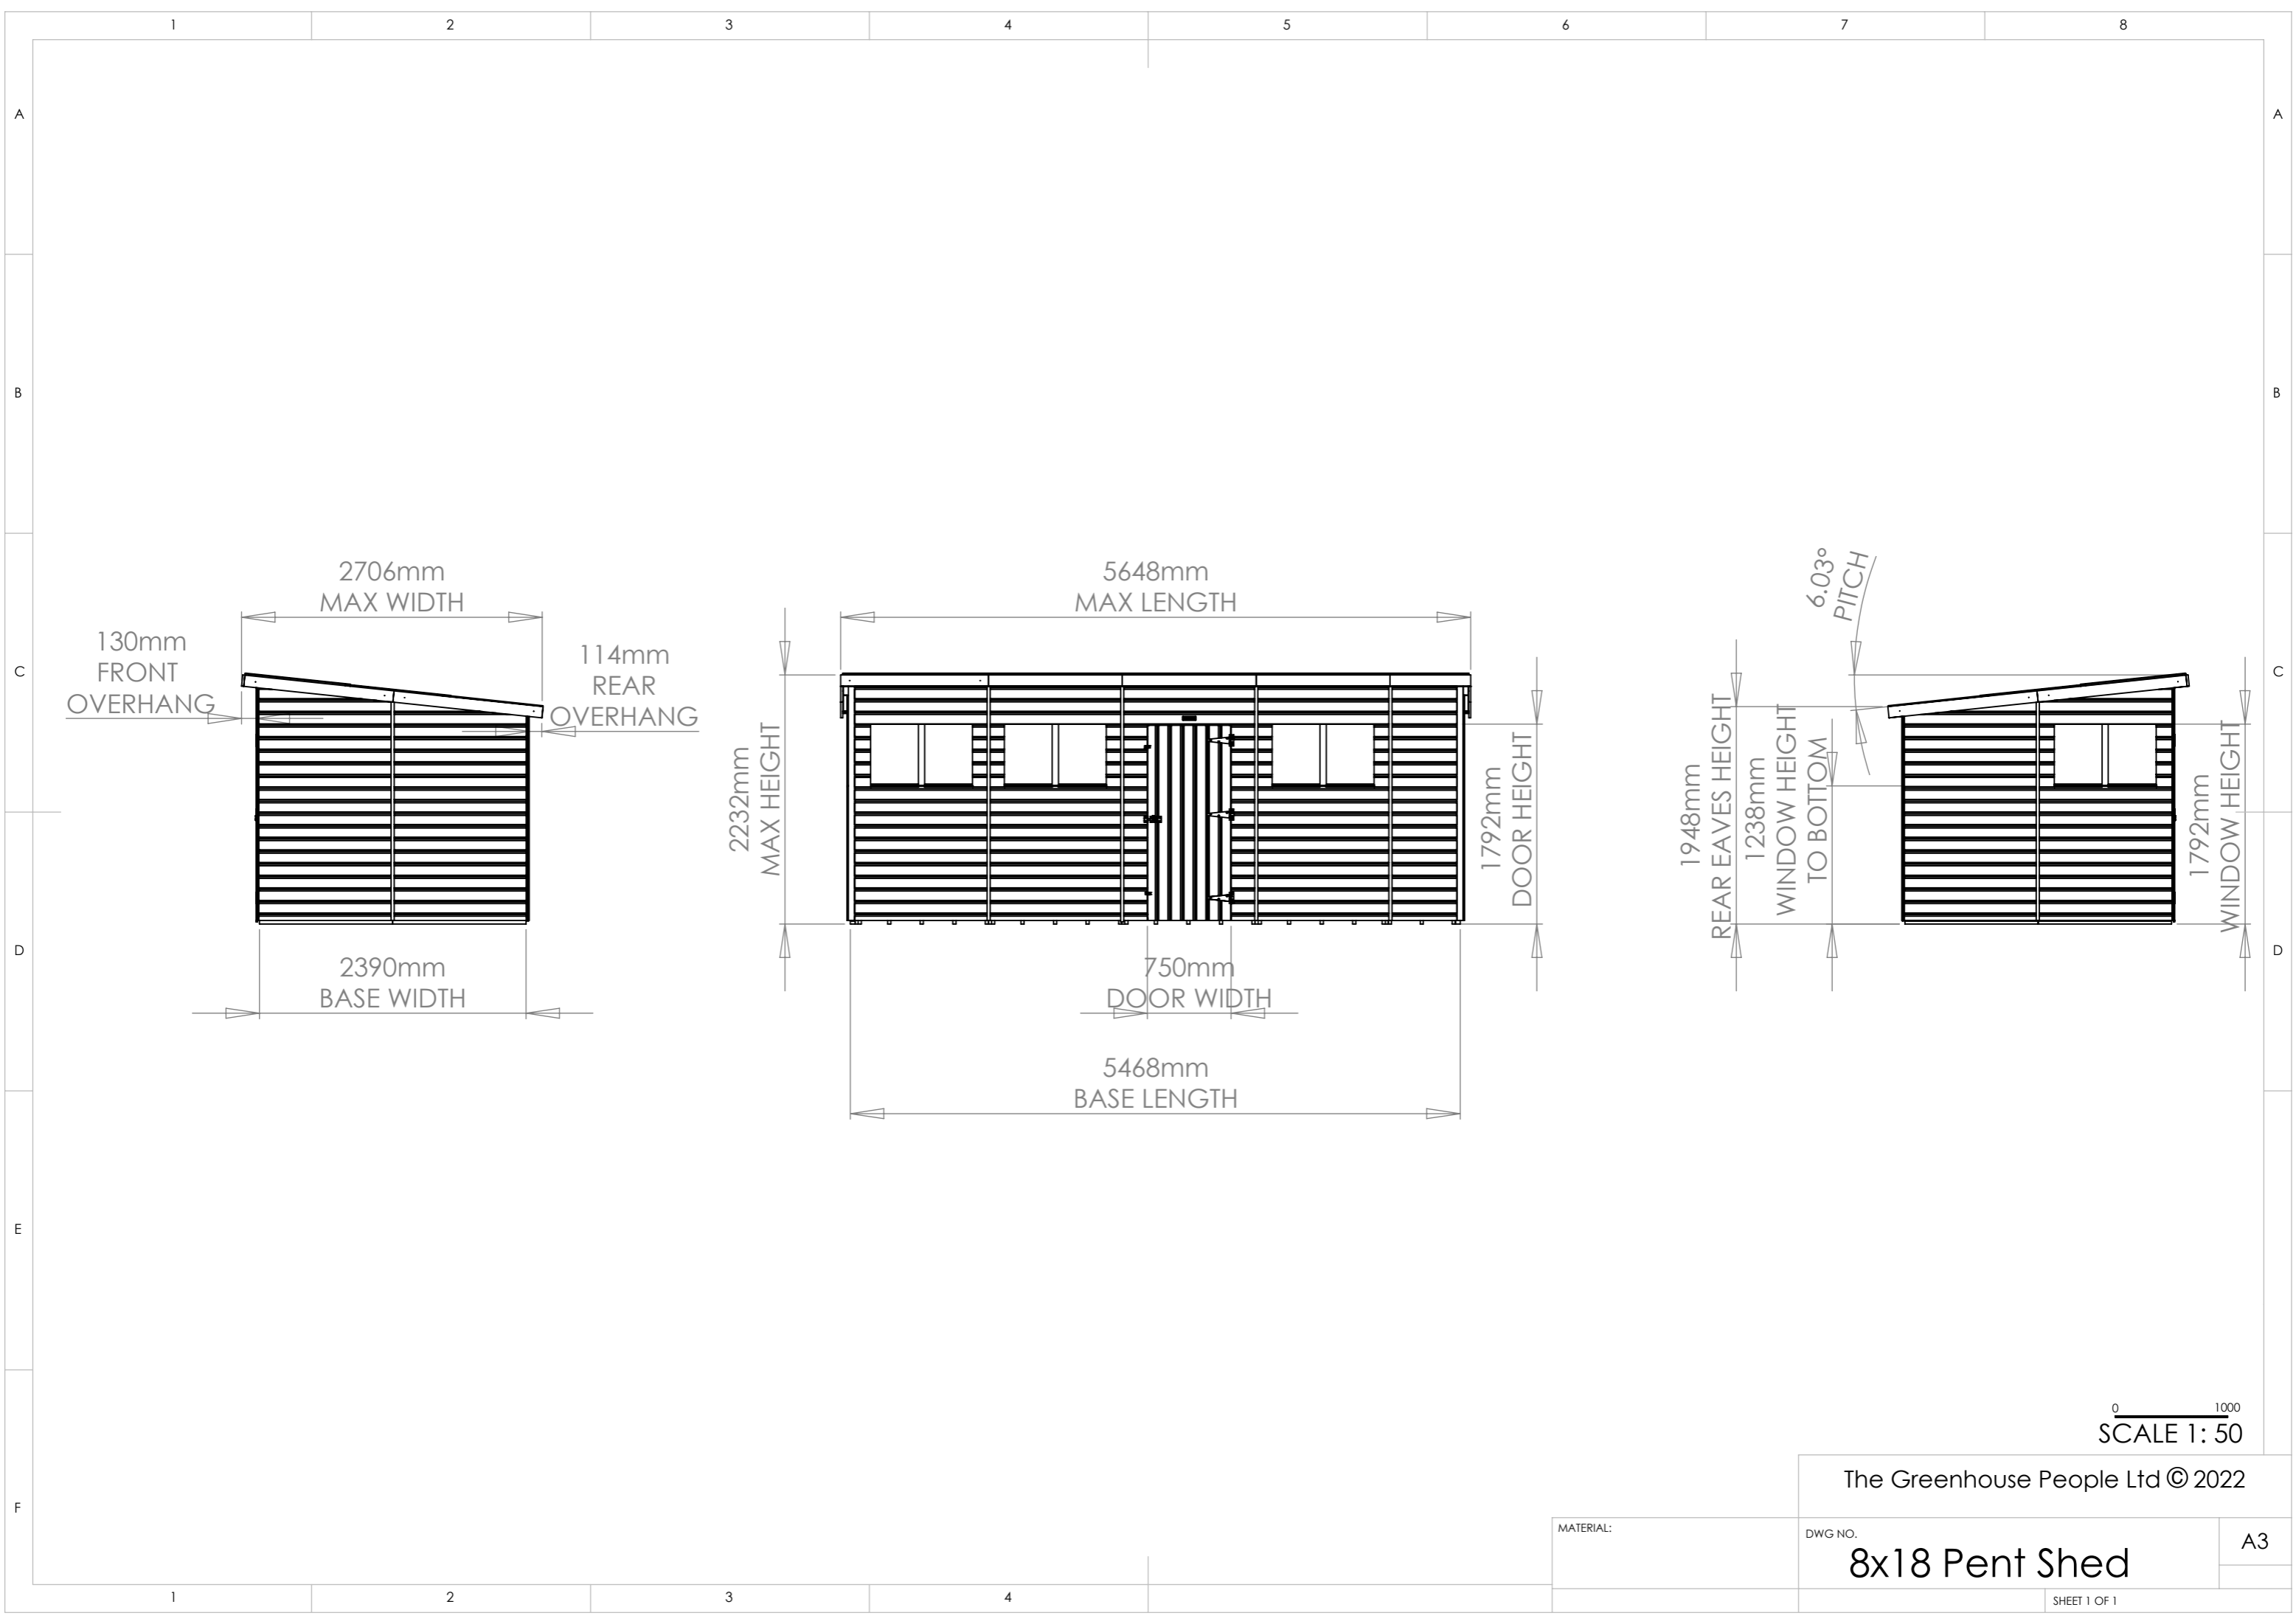 1 2 3 4 5 6 7 8
A A
B B
C C
D D
E
F
2706mm
MAX WIDTH
130mm
FRONT
OVERHANG
114mm
REAR
OVERHANG
2390mm
BASE WIDTH
5648mm
MAX LENGTH
2232mm
MAX HEIGHT
1792mm
DOOR HEIGHT
750mm
DOOR WIDTH
5468mm
BASE LENGTH
6.03°
PITCH
1948mm
REAR EAVES HEIGHT
1238mm
WINDOW HEIGHT
TO BOTTOM
1792mm
WINDOW HEIGHT
0 1000
SCALE 1: 50
The Greenhouse People Ltd © 2022
MATERIAL:
DWG NO.
8x18 Pent Shed
A3
SHEET 1 OF 1
1 2 3 4